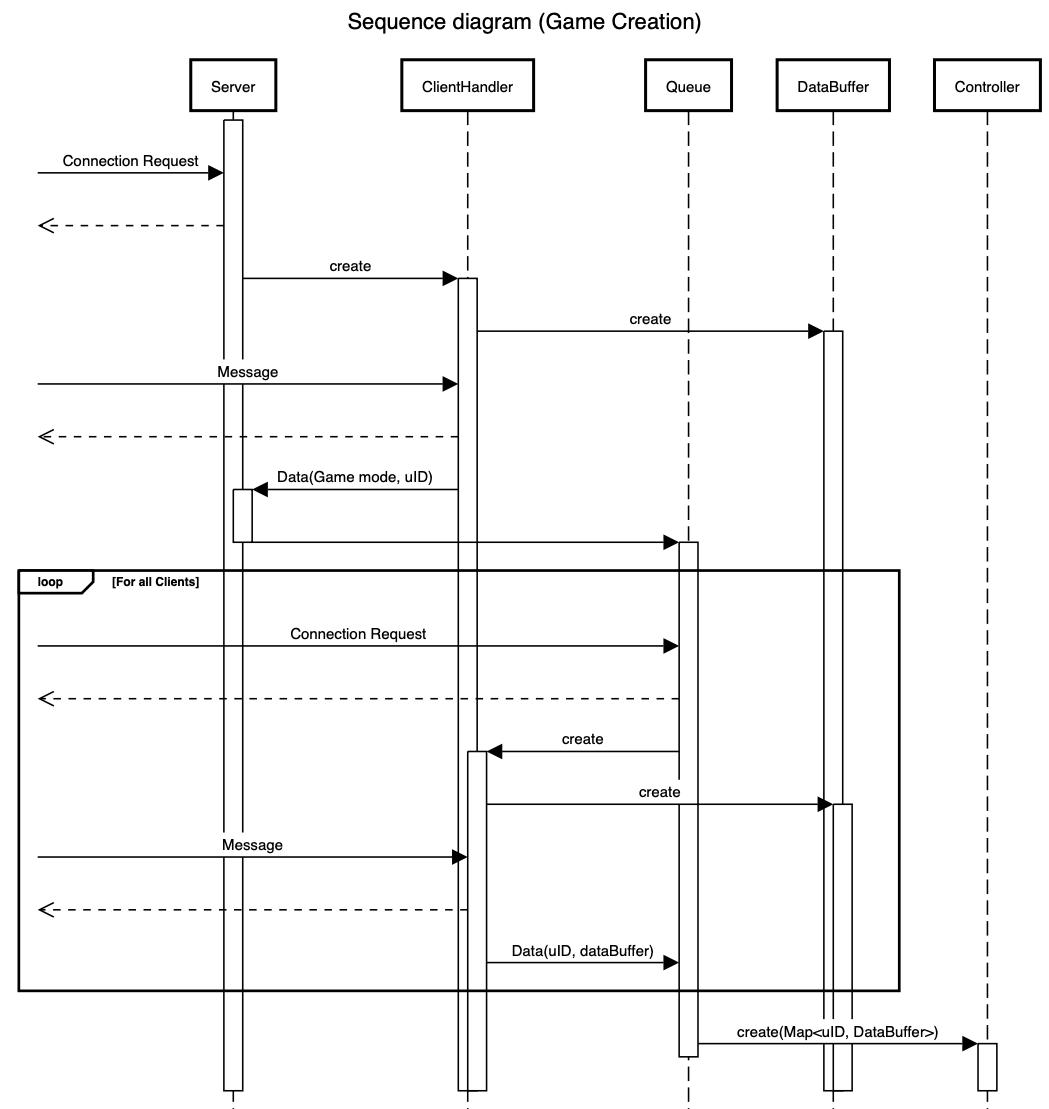 Sequence diagram (Game Creation)
Server
ClientHandler
Queue
DataBuffer
Controller
Connection Request
create
create
Message
Data(Game mode, uID)
loop
[For all Clients]
Connection Request
create
create
Message
Data(uID, dataBuffer)
create(Map<uID, DataBuffer>)